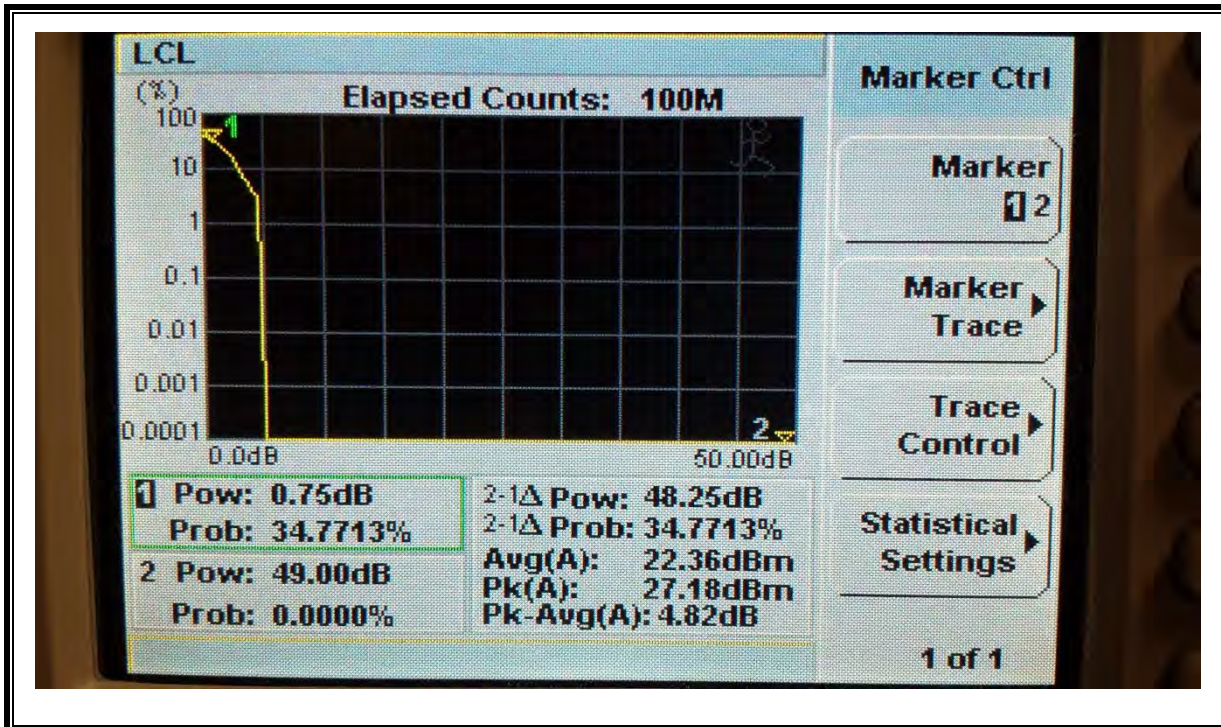 LCL
(%)
Elapsed Counts: 100M
100
10
1
0.1
0.01
0.001
0.0001
1
2
0.0dB
50.00dB
1 Pow: 0.75dB
Prob: 34.7713%
2 Pow: 49.00dB
Prob: 0.0000%
2-1Δ Pow: 48.25dB
2-1Δ Prob: 34.7713%
Avg(A): 22.36dBm
Pk(A): 27.18dBm
Pk-Avg(A): 4.82dB
Marker Ctrl
Marker
1 2
Marker
Trace
Trace
Control
Statistical
Settings
1 of 1